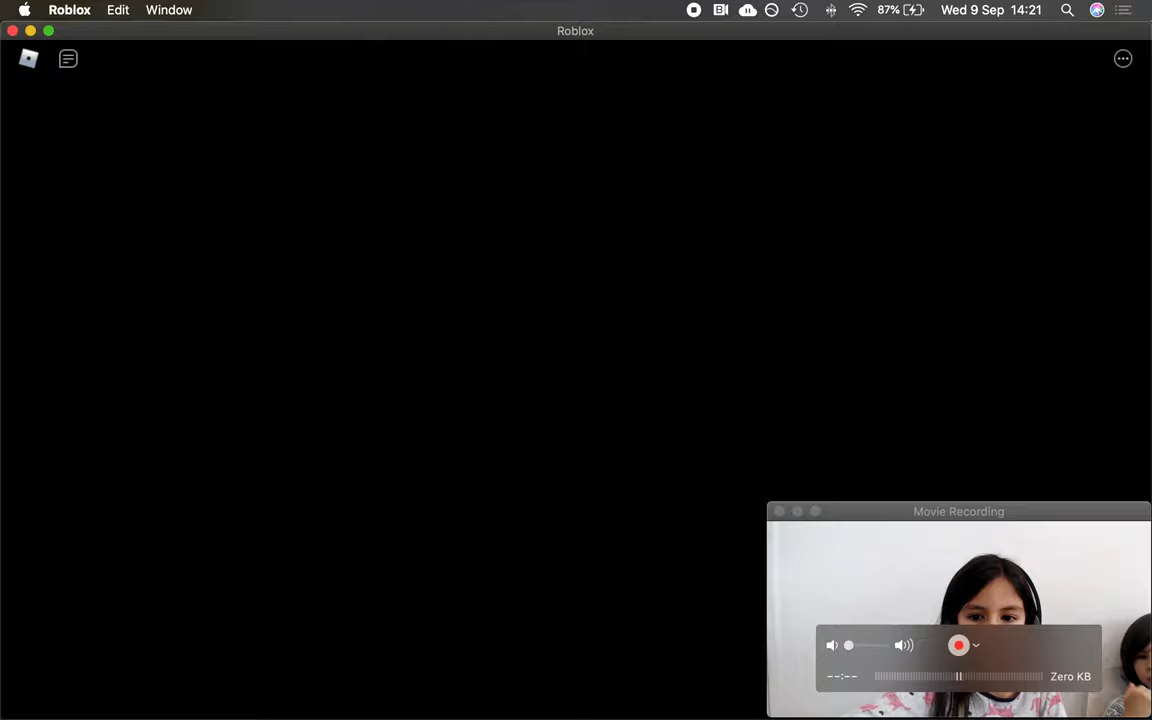 Roblox Edit Window 87% Wed 9 Sep 14:21
Roblox
Movie Recording
--:-- Zero KB